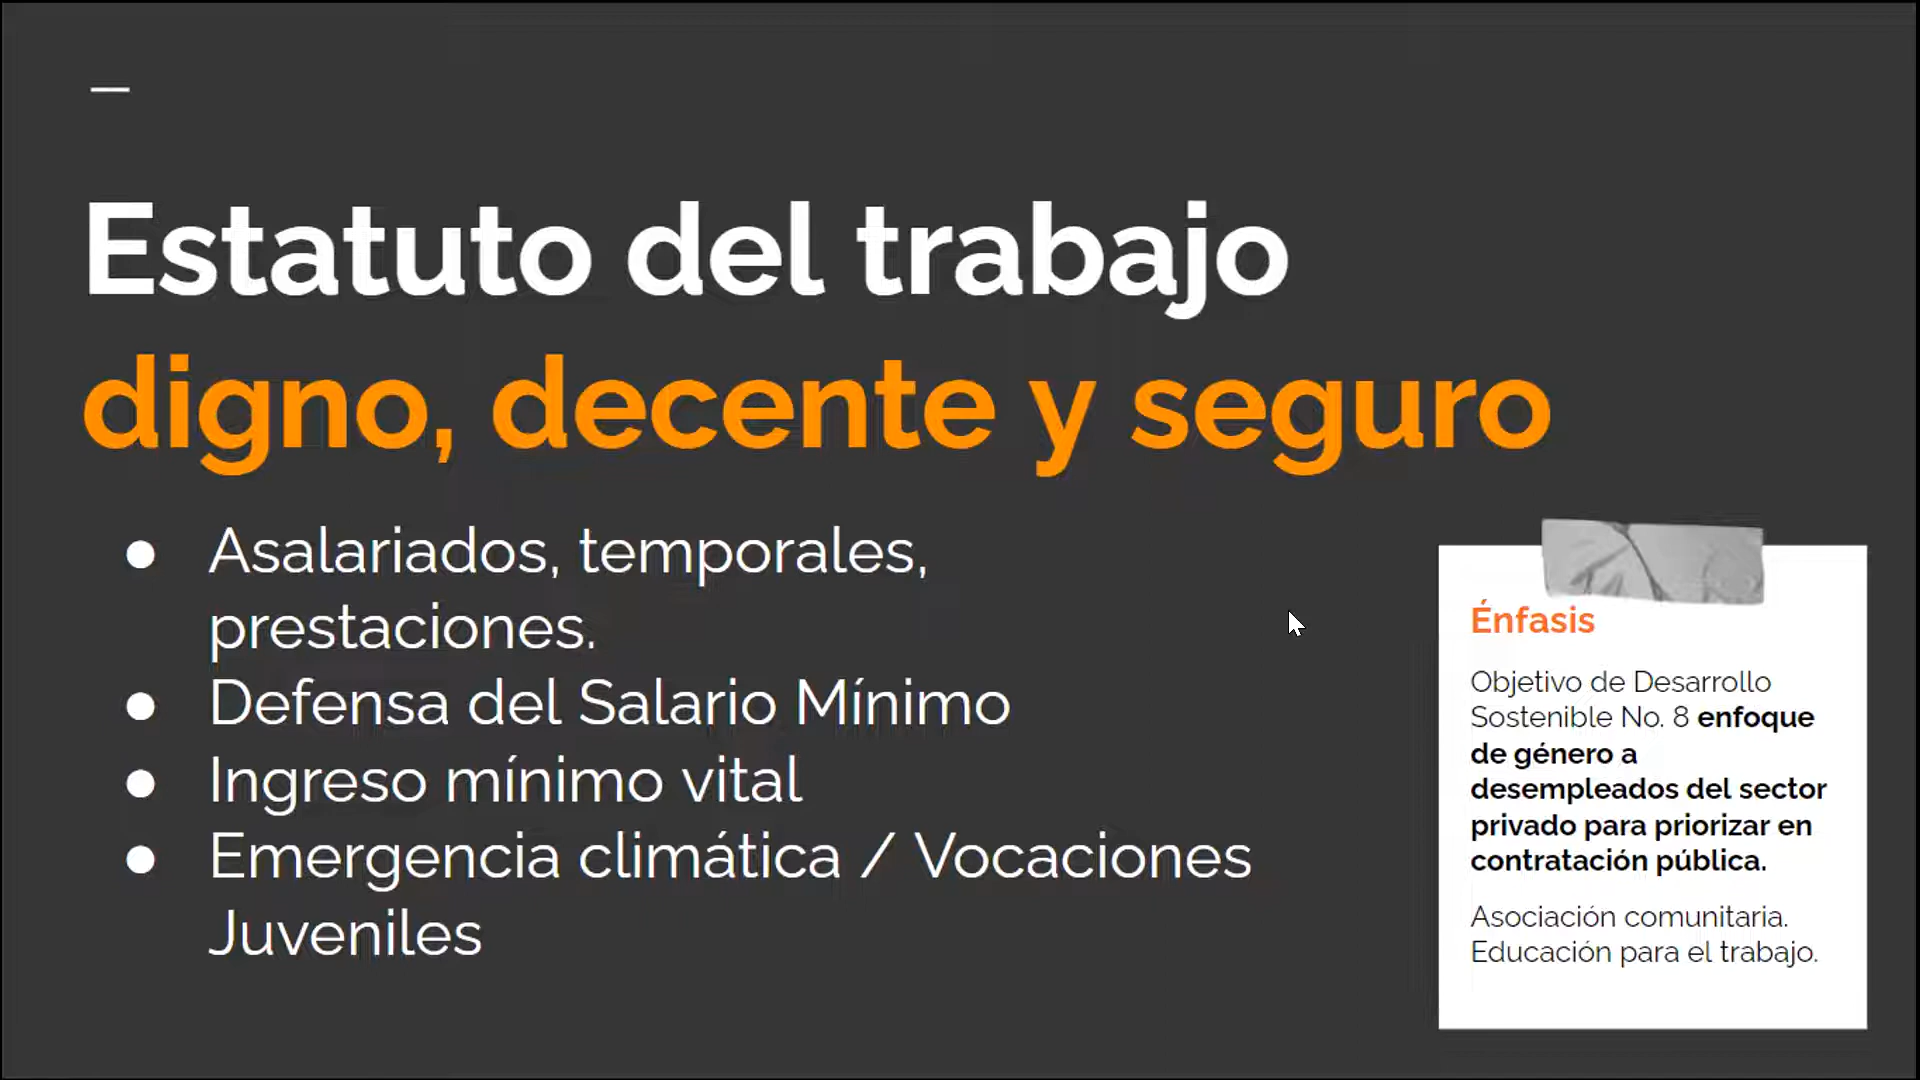 Estatuto del trabajo
digno, decente y seguro
● Asalariados, temporales,
prestaciones.
● Defensa del Salario Mínimo
● Ingreso mínimo vital
● Emergencia climática / Vocaciones
Juveniles
Énfasis
Objetivo de Desarrollo
Sostenible No. 8 enfoque
de género a
desempleados del sector
privado para priorizar en
contratación pública.
Asociación comunitaria.
Educación para el trabajo.